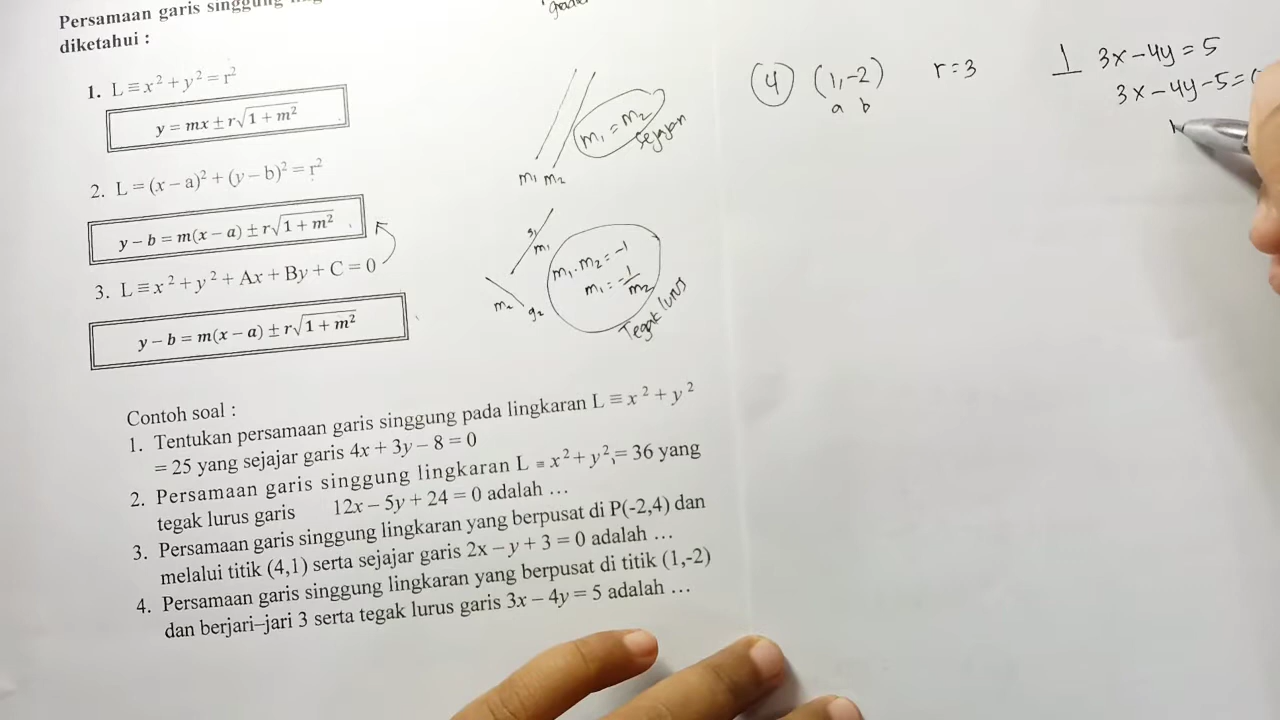 Persamaan garis singgung
diketahui :
1. L ≡ x² + y² = r²
y = mx ± r√1 + m²
2. L = (x – a)² + (y – b)² = r²
y – b = m(x – a) ± r√1 + m²
3. L ≡ x² + y² + Ax + By + C = 0
y – b = m(x – a) ± r√1 + m²
m₁ = m₂
sejajar
m₁ m₂
g₁
m₁
m₂
g₂
m₁ . m₂ = -1
m₁ = -1/m₂
Tegak lurus
Contoh soal :
1. Tentukan persamaan garis singgung pada lingkaran L ≡ x² + y²
= 25 yang sejajar garis 4x + 3y – 8 = 0
2. Persamaan garis singgung lingkaran L ≡ x² + y² = 36 yang
tegak lurus garis 12x – 5y + 24 = 0 adalah …
3. Persamaan garis singgung lingkaran yang berpusat di P(-2,4) dan
melalui titik (4,1) serta sejajar garis 2x – y + 3 = 0 adalah …
4. Persamaan garis singgung lingkaran yang berpusat di titik (1,-2)
dan berjari–jari 3 serta tegak lurus garis 3x – 4y = 5 adalah …
4 (1,-2) r = 3 ⊥ 3x - 4y = 5
a b 3x - 4y - 5 =